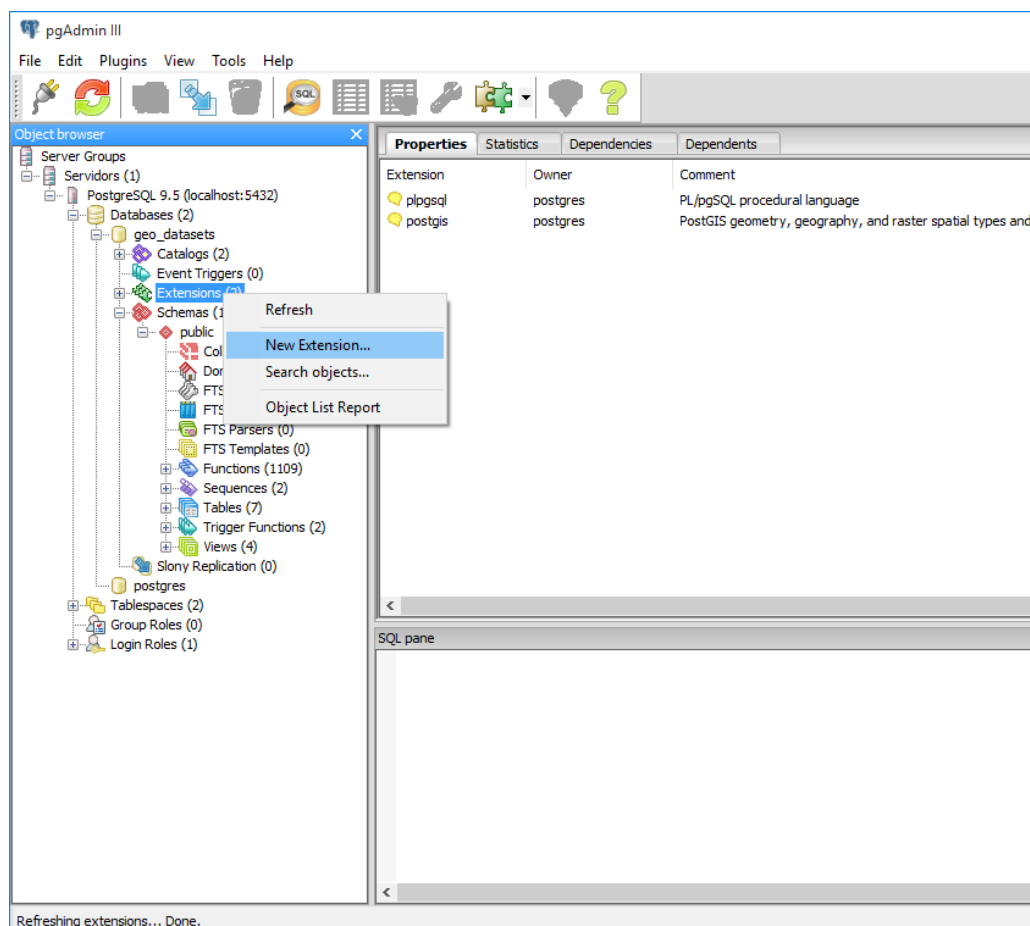 pgAdmin III
File Edit Plugins View Tools Help
SQL
Object browser
Server Groups
Servidors (1)
PostgreSQL 9.5 (localhost:5432)
Databases (2)
geo_datasets
Catalogs (2)
Event Triggers (0)
Extensions (2)
Schemas (1
public
Col
Dor
FTS
FTS
FTS Parsers (0)
FTS Templates (0)
Functions (1109)
Sequences (2)
Tables (7)
Trigger Functions (2)
Views (4)
Slony Replication (0)
postgres
Tablespaces (2)
Group Roles (0)
Login Roles (1)
Refresh
New Extension...
Search objects...
Object List Report
Properties Statistics Dependencies Dependents
Extension Owner Comment
plpgsql postgres PL/pgSQL procedural language
postgis postgres PostGIS geometry, geography, and raster spatial types and
SQL pane
Refreshing extensions... Done.